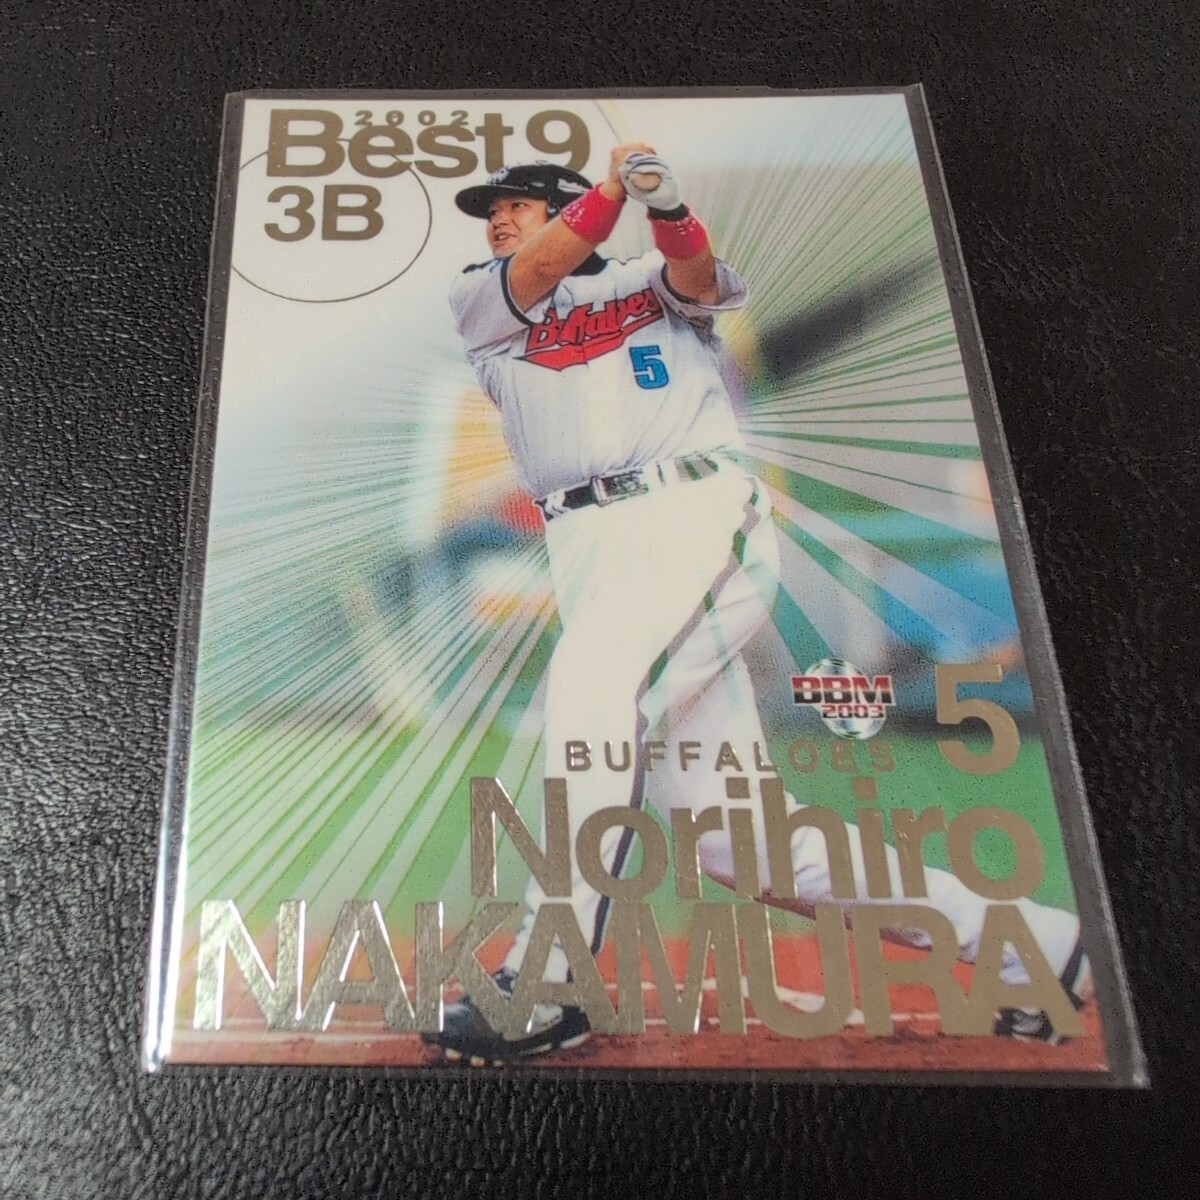 2002
Best 9
3B
Buffaloes
5
BBM
2003
5
BUFFALOES
Norihiro
NAKAMURA